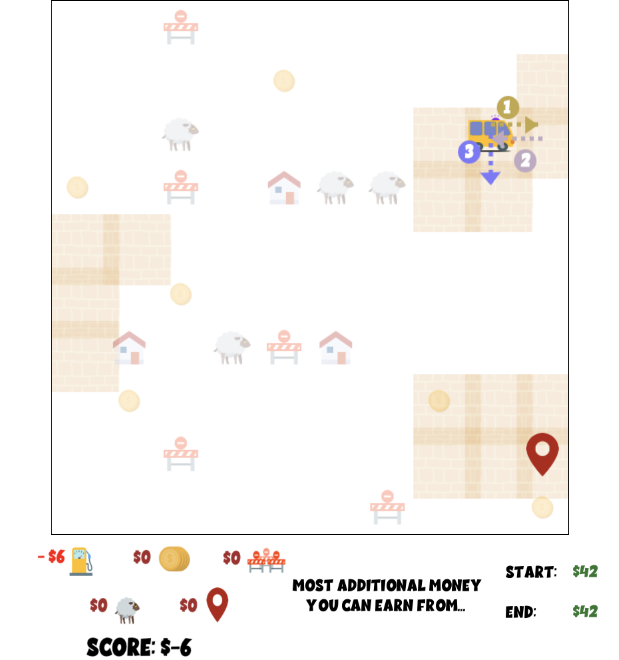 1
2
3
- $6 $0 $0
$0 $0
SCORE: $-6
MOST ADDITIONAL MONEY
YOU CAN EARN FROM...
START: $42
END: $42